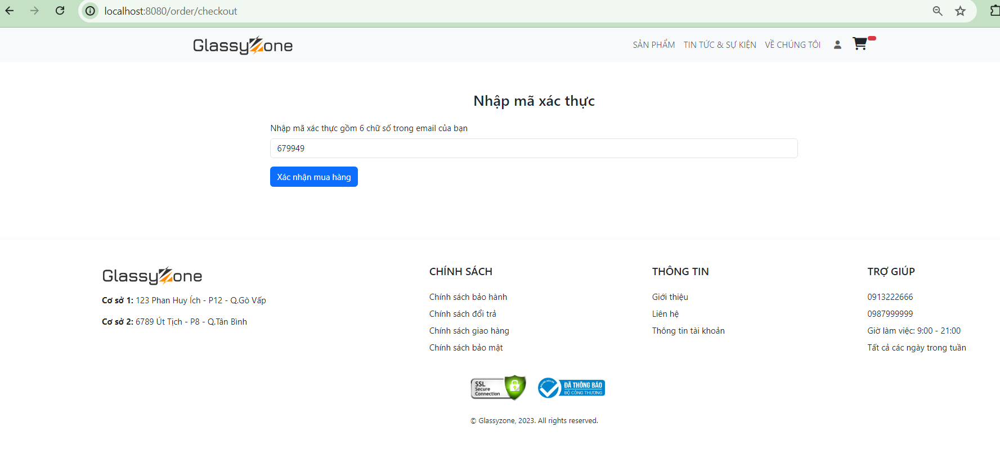 localhost:8080/order/checkout
GlassyZone
SẢN PHẨM TIN TỨC & SỰ KIỆN VỀ CHÚNG TÔI
Nhập mã xác thực
Nhập mã xác thực gồm 6 chữ số trong email của bạn
679949
Xác nhận mua hàng
GlassyZone
Cơ sở 1: 123 Phan Huy Ích - P12 - Q.Gò Vấp
Cơ sở 2: 6789 Út Tịch - P8 - Q.Tân Bình
CHÍNH SÁCH
Chính sách bảo hành
Chính sách đổi trả
Chính sách giao hàng
Chính sách bảo mật
THÔNG TIN
Giới thiệu
Liên hệ
Thông tin tài khoản
TRỢ GIÚP
0913222666
0987999999
Giờ làm việc: 9:00 - 21:00
Tất cả các ngày trong tuần
SSL
Secure
Connection
ĐÃ THÔNG BÁO
BỘ CÔNG THƯƠNG
© Glassyzone, 2023. All rights reserved.